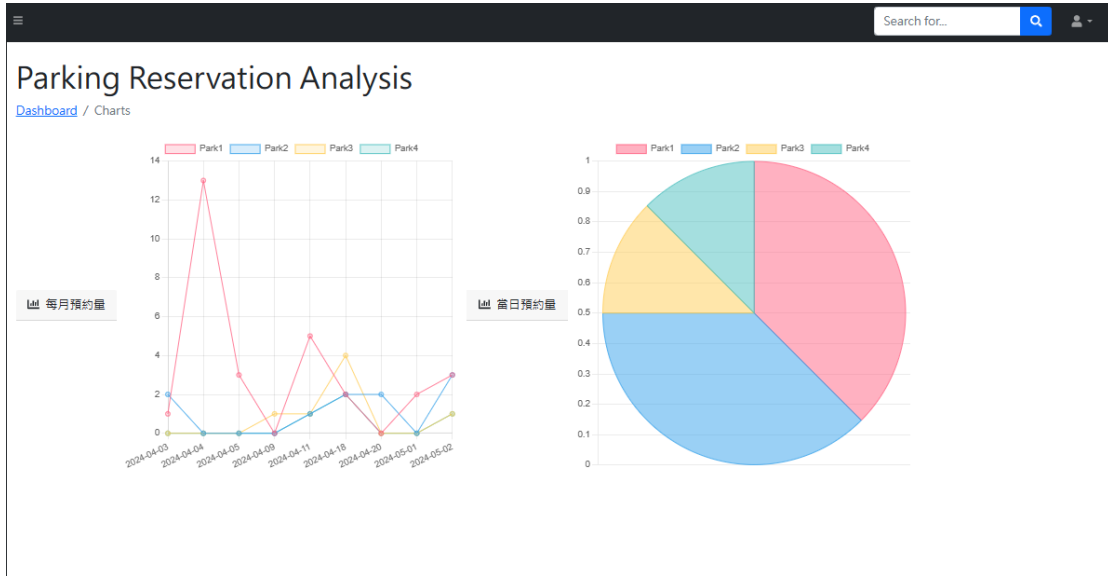 Search for...
Parking Reservation Analysis
Dashboard / Charts
Park1 Park2 Park3 Park4
14
12
10
8
6
4
2
0
2024-04-03 2024-04-04 2024-04-05 2024-04-09 2024-04-11 2024-04-18 2024-04-20 2024-05-01 2024-05-02
每月預約量
當日預約量
Park1 Park2 Park3 Park4
1
0.9
0.8
0.7
0.6
0.5
0.4
0.3
0.2
0.1
0